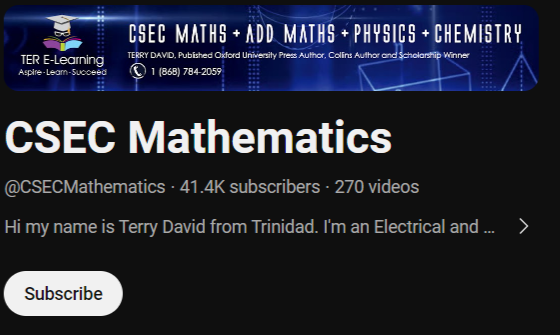 CSEC MATHS + ADD MATHS + PHYSICS + CHEMISTRY
TERRY DAVID, Published Oxford University Press Author, Collins Author and Scholarship Winner
TER E-Learning
Aspire · Learn · Succeed
1 (868) 784-2059
CSEC Mathematics
@CSECMathematics · 41.4K subscribers · 270 videos
Hi my name is Terry David from Trinidad. I'm an Electrical and ...
Subscribe